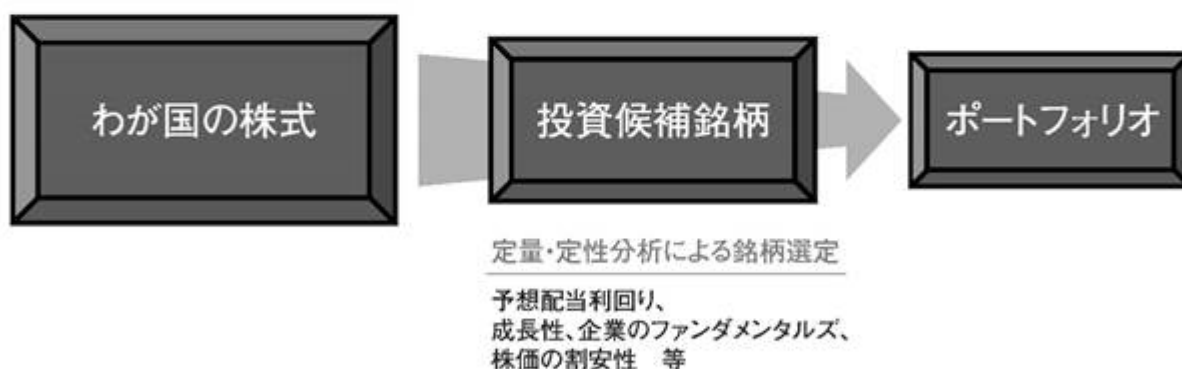 わが国の株式
投資候補銘柄
ポートフォリオ
定量・定性分析による銘柄選定
予想配当利回り、
成長性、企業のファンダメンタルズ、
株価の割安性　等